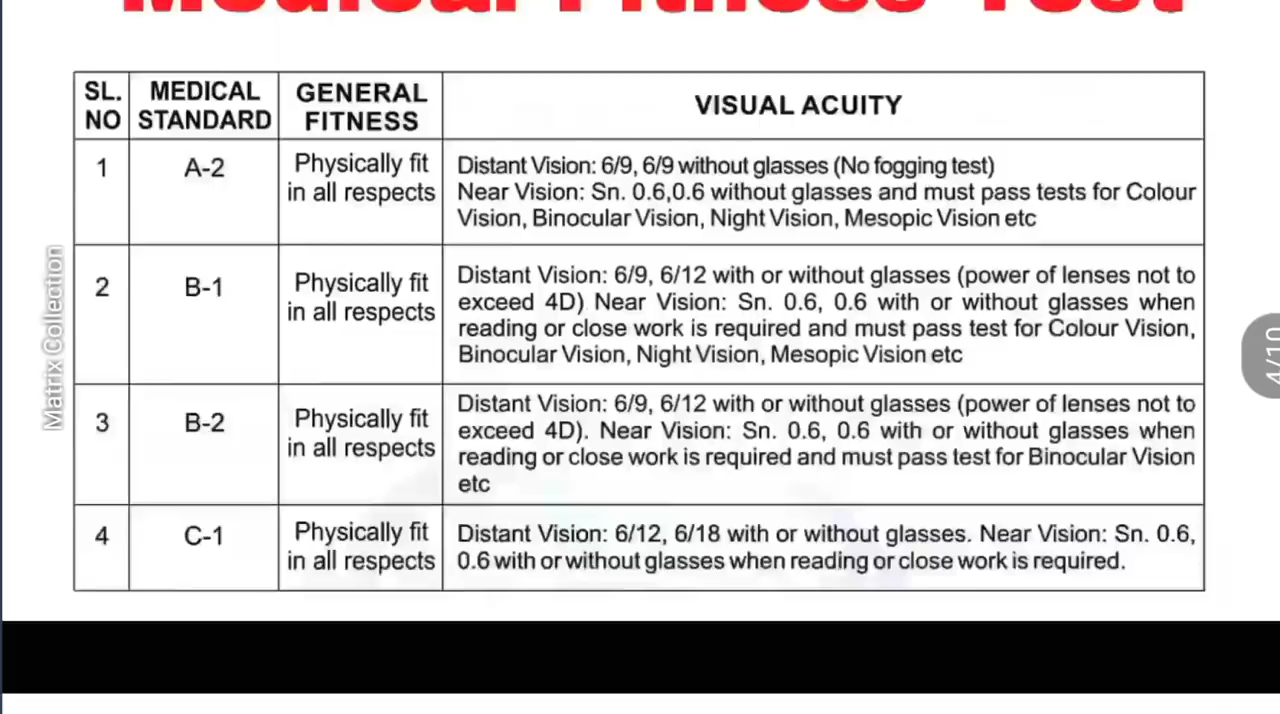 Medical Fitness Test
SL. NO
MEDICAL STANDARD
GENERAL FITNESS
VISUAL ACUITY
1
A-2
Physically fit
in all respects
Distant Vision: 6/9, 6/9 without glasses (No fogging test)
Near Vision: Sn. 0.6,0.6 without glasses and must pass tests for Colour
Vision, Binocular Vision, Night Vision, Mesopic Vision etc
2
B-1
Physically fit
in all respects
Distant Vision: 6/9, 6/12 with or without glasses (power of lenses not to
exceed 4D) Near Vision: Sn. 0.6, 0.6 with or without glasses when
reading or close work is required and must pass test for Colour Vision,
Binocular Vision, Night Vision, Mesopic Vision etc
3
B-2
Physically fit
in all respects
Distant Vision: 6/9, 6/12 with or without glasses (power of lenses not to
exceed 4D). Near Vision: Sn. 0.6, 0.6 with or without glasses when
reading or close work is required and must pass test for Binocular Vision
etc
4
C-1
Physically fit
in all respects
Distant Vision: 6/12, 6/18 with or without glasses. Near Vision: Sn. 0.6,
0.6 with or without glasses when reading or close work is required.
Matrix Collection
4/10